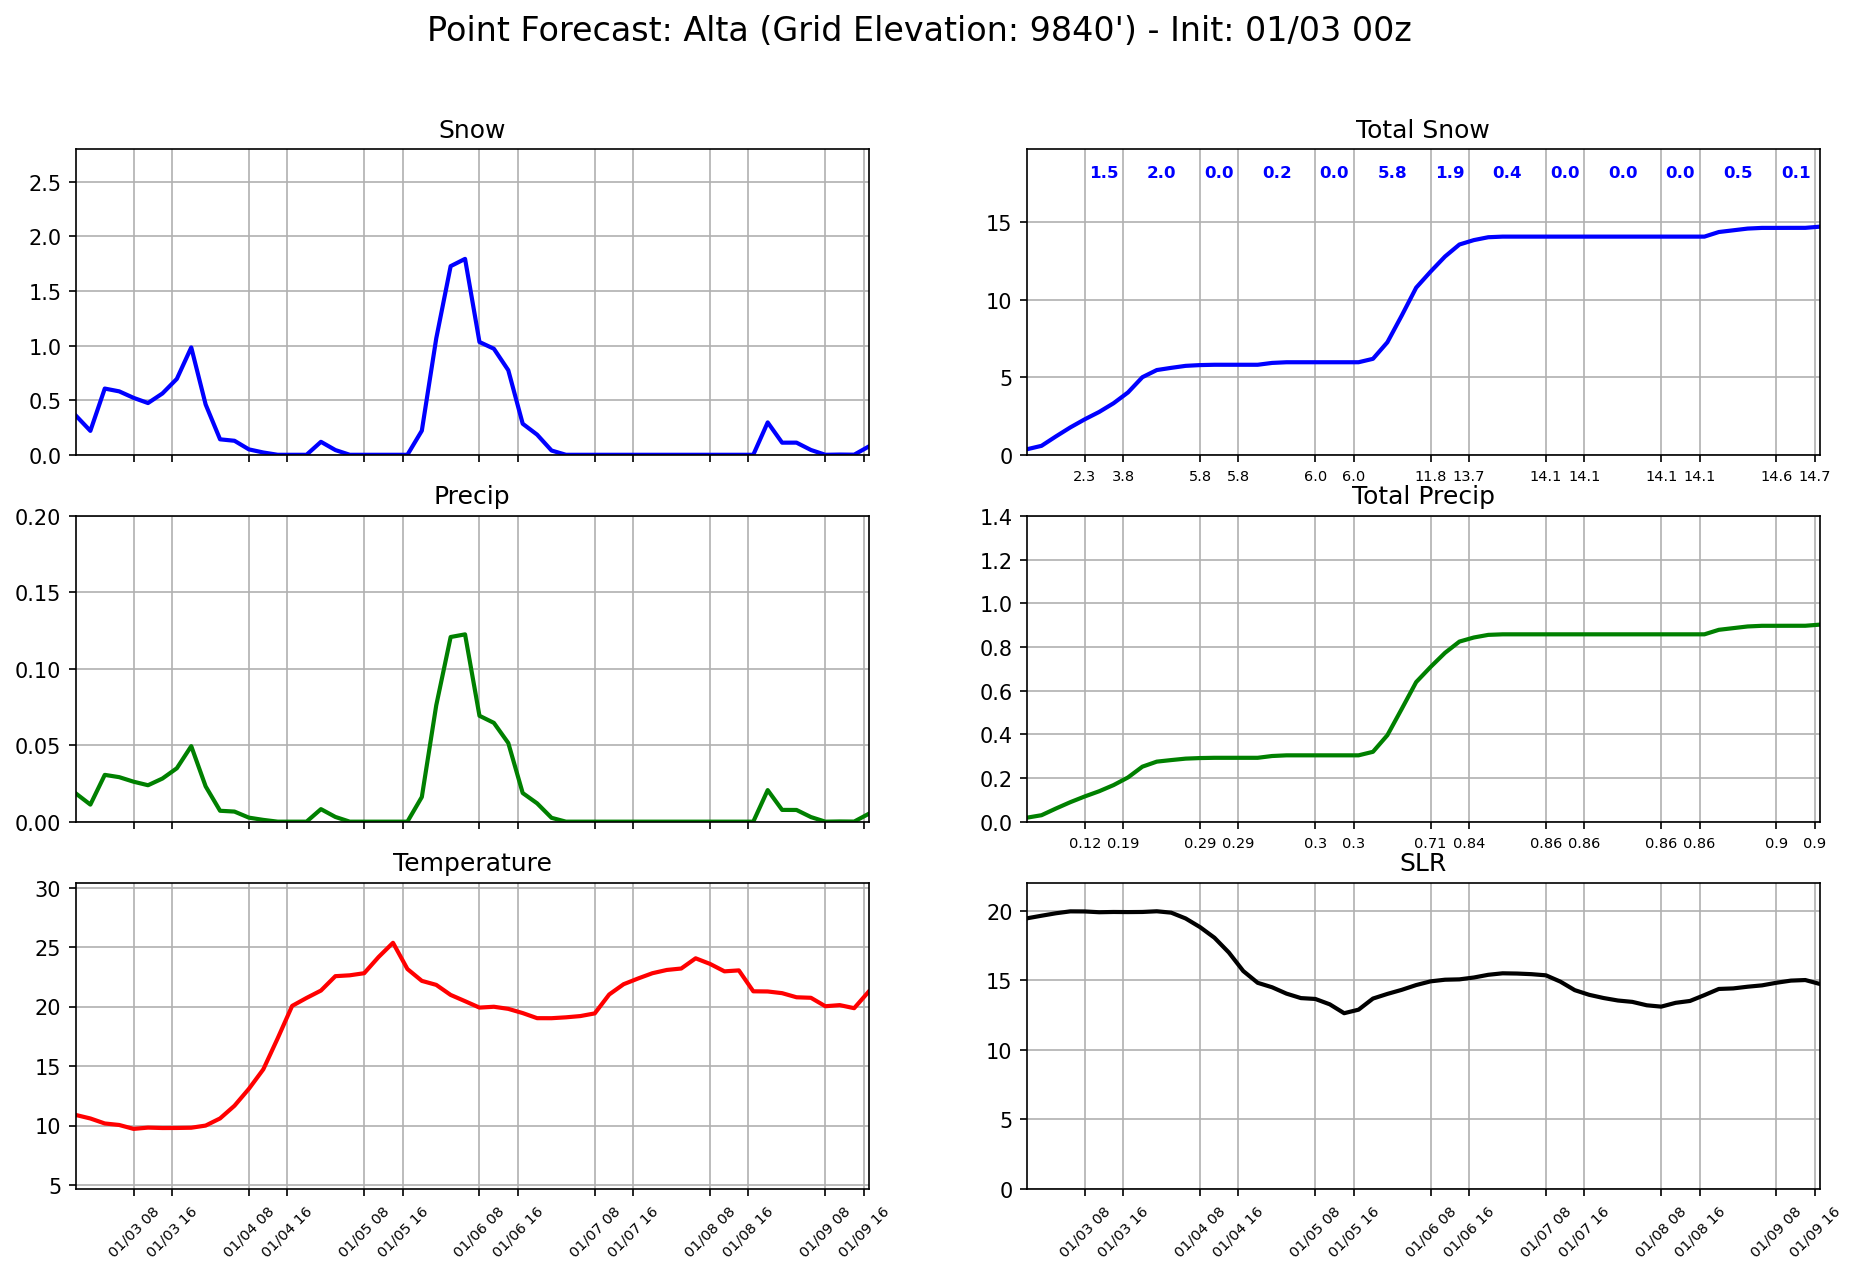 Point Forecast: Alta (Grid Elevation: 9840') - Init: 01/03 00z
Snow
2.5
2.0
1.5
1.0
0.5
0.0
Total Snow
1.5 2.0 0.0 0.2 0.0 5.8 1.9 0.4 0.0 0.0 0.0 0.5 0.1
15
10
5
0
2.3 3.8 5.8 5.8 6.0 6.0 11.8 13.7 14.1 14.1 14.1 14.1 14.6 14.7
Precip
0.20
0.15
0.10
0.05
0.00
Total Precip
1.4
1.2
1.0
0.8
0.6
0.4
0.2
0.0
0.12 0.19 0.29 0.29 0.3 0.3 0.71 0.84 0.86 0.86 0.86 0.86 0.9 0.9
Temperature
30
25
20
15
10
5
01/03 08 01/03 16 01/04 08 01/04 16 01/05 08 01/05 16 01/06 08 01/06 16 01/07 08 01/07 16 01/08 08 01/08 16 01/09 08 01/09 16
SLR
20
15
10
5
0
01/03 08 01/03 16 01/04 08 01/04 16 01/05 08 01/05 16 01/06 08 01/06 16 01/07 08 01/07 16 01/08 08 01/08 16 01/09 08 01/09 16